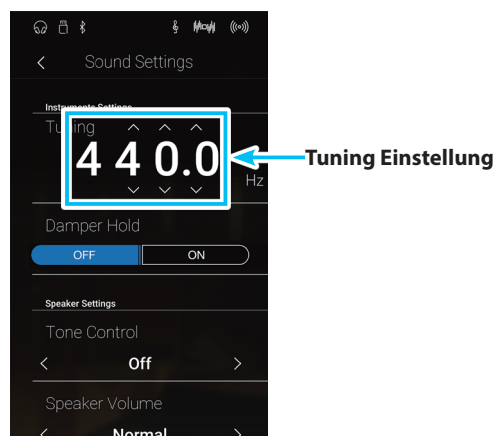 Sound Settings
Instruments Settings
Tuning
440.0
Hz
Tuning Einstellung
Damper Hold
OFF ON
Speaker Settings
Tone Control
Off
Speaker Volume
Normal